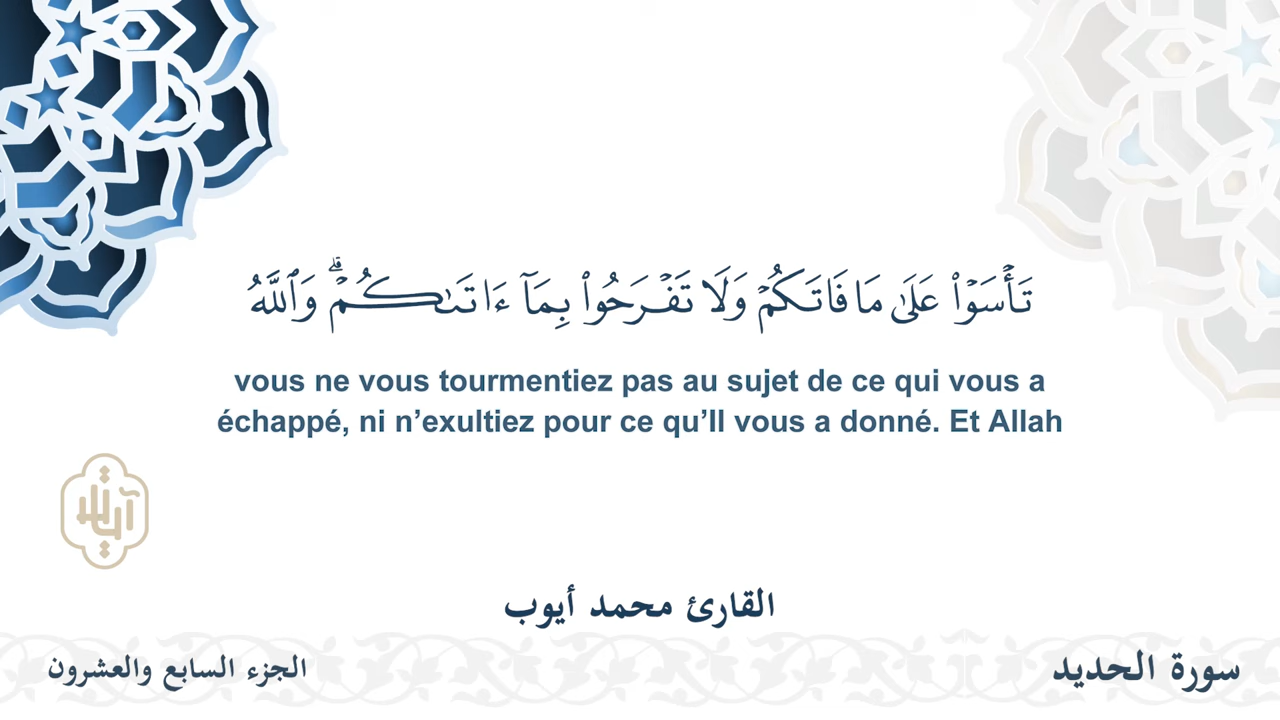 تَأۡسَوۡاْ عَلَىٰ مَا فَاتَكُمۡ وَلَا تَفۡرَحُواْ بِمَآ ءَاتَىٰكُمۡۗ وَٱللَّهُ
vous ne vous tourmentiez pas au sujet de ce qui vous a
échappé, ni n’exultiez pour ce qu’Il vous a donné. Et Allah
آيات
القارئ محمد أيوب
سورة الحديد
الجزء السابع والعشرون